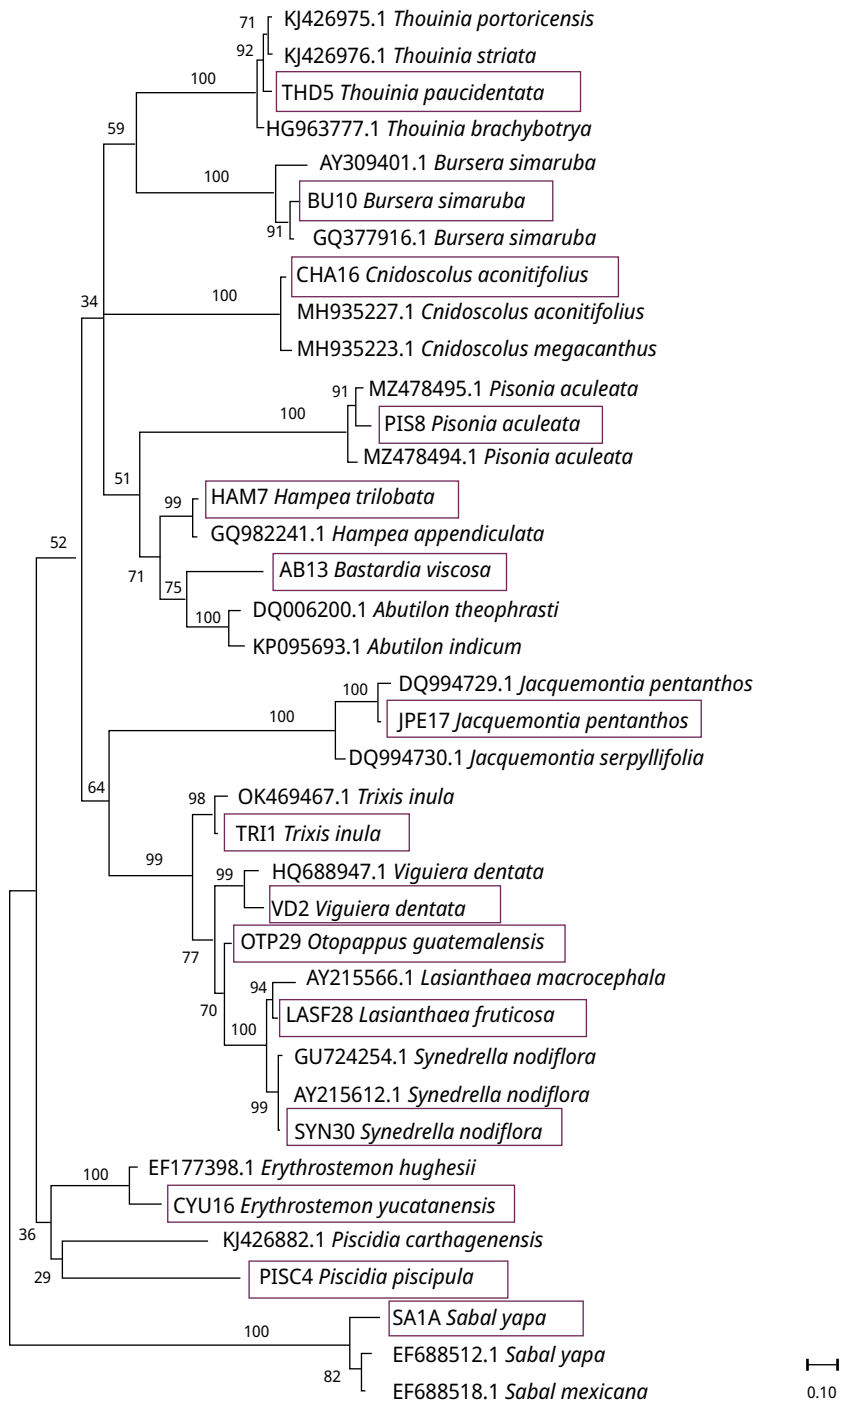 71
KJ426975.1 Thouinia portoricensis
92
KJ426976.1 Thouinia striata
100
THD5 Thouinia paucidentata
59
HG963777.1 Thouinia brachybotrya
AY309401.1 Bursera simaruba
100
BU10 Bursera simaruba
91
GQ377916.1 Bursera simaruba
CHA16 Cnidoscolus aconitifolius
34
100
MH935227.1 Cnidoscolus aconitifolius
MH935223.1 Cnidoscolus megacanthus
91
MZ478495.1 Pisonia aculeata
100
PIS8 Pisonia aculeata
MZ478494.1 Pisonia aculeata
51
99
HAM7 Hampea trilobata
GQ982241.1 Hampea appendiculata
52
71
75
AB13 Bastardia viscosa
100
DQ006200.1 Abutilon theophrasti
KP095693.1 Abutilon indicum
100
DQ994729.1 Jacquemontia pentanthos
100
JPE17 Jacquemontia pentanthos
DQ994730.1 Jacquemontia serpyllifolia
64
98
OK469467.1 Trixis inula
TRI1 Trixis inula
99
99
HQ688947.1 Viguiera dentata
VD2 Viguiera dentata
77
OTP29 Otopappus guatemalensis
94
AY215566.1 Lasianthaea macrocephala
70
LASF28 Lasianthaea fruticosa
100
GU724254.1 Synedrella nodiflora
AY215612.1 Synedrella nodiflora
99
SYN30 Synedrella nodiflora
100
EF177398.1 Erythrostemon hughesii
CYU16 Erythrostemon yucatanensis
36
KJ426882.1 Piscidia carthagenensis
29
PISC4 Piscidia piscipula
100
SA1A Sabal yapa
EF688512.1 Sabal yapa
82
EF688518.1 Sabal mexicana
0.10